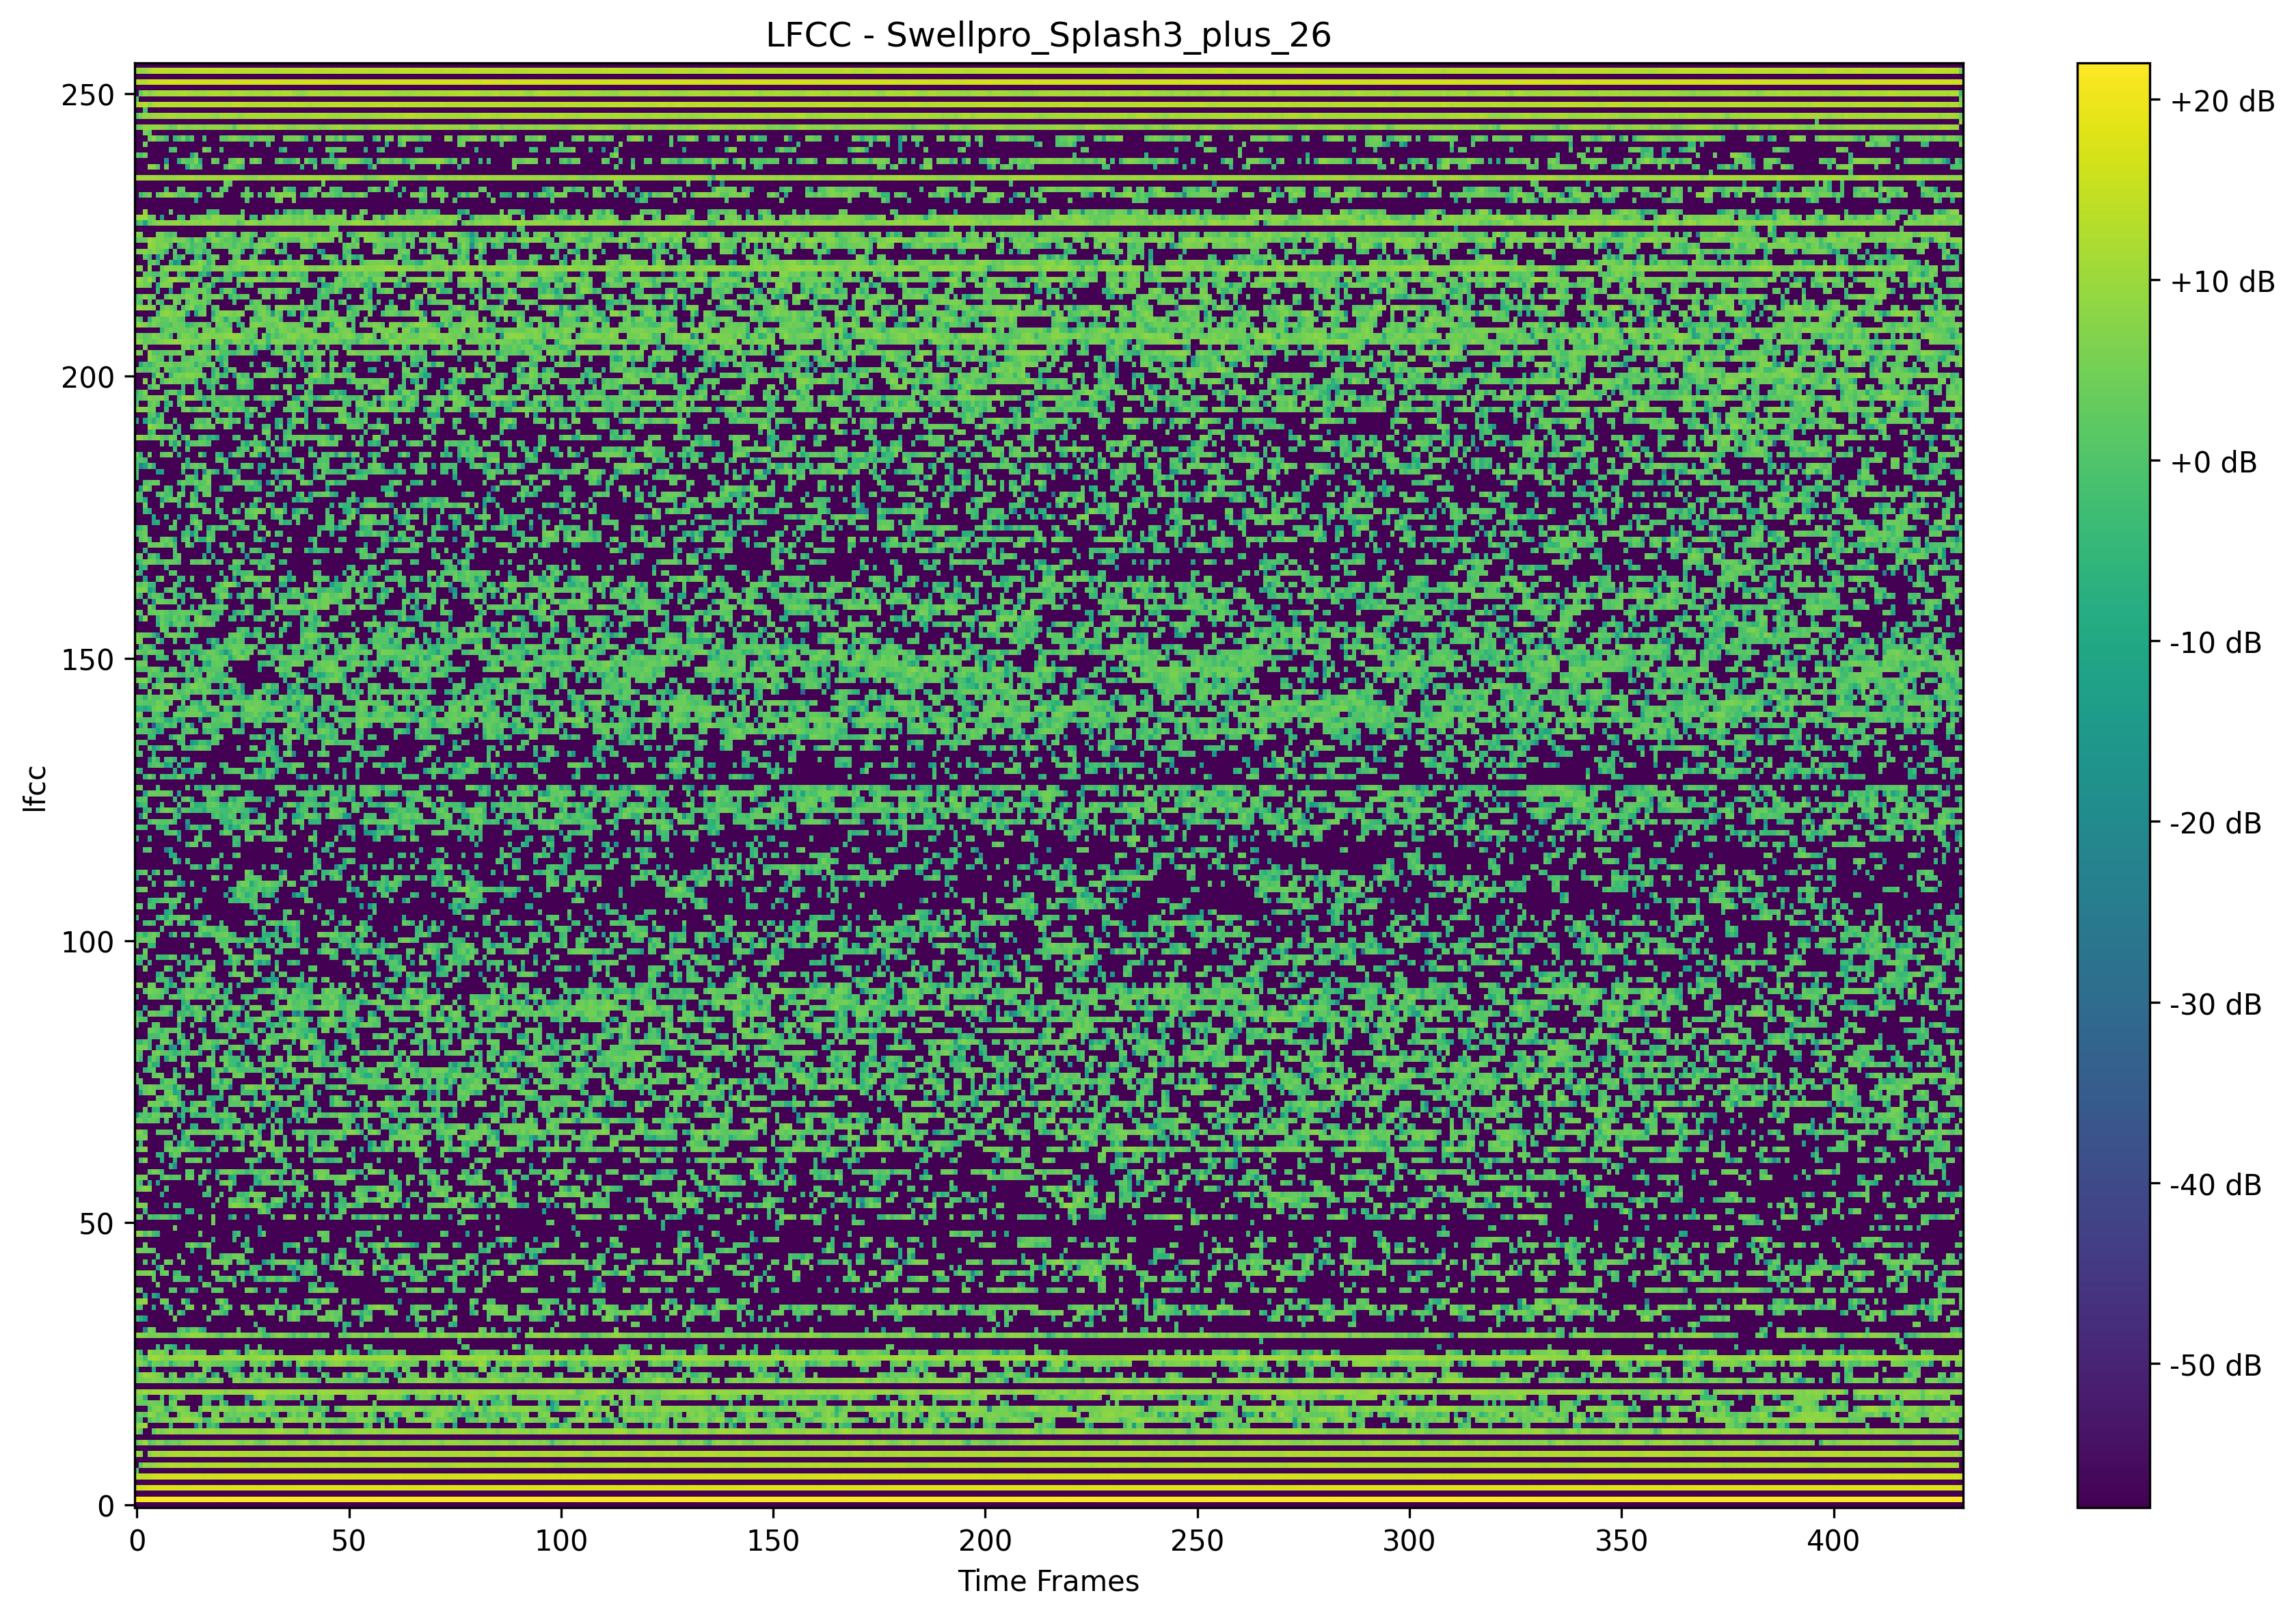 LFCC - Swellpro_Splash3_plus_26
250
200
150
100
50
0
lfcc
0 50 100 150 200 250 300 350 400
Time Frames
+20 dB
+10 dB
+0 dB
-10 dB
-20 dB
-30 dB
-40 dB
-50 dB